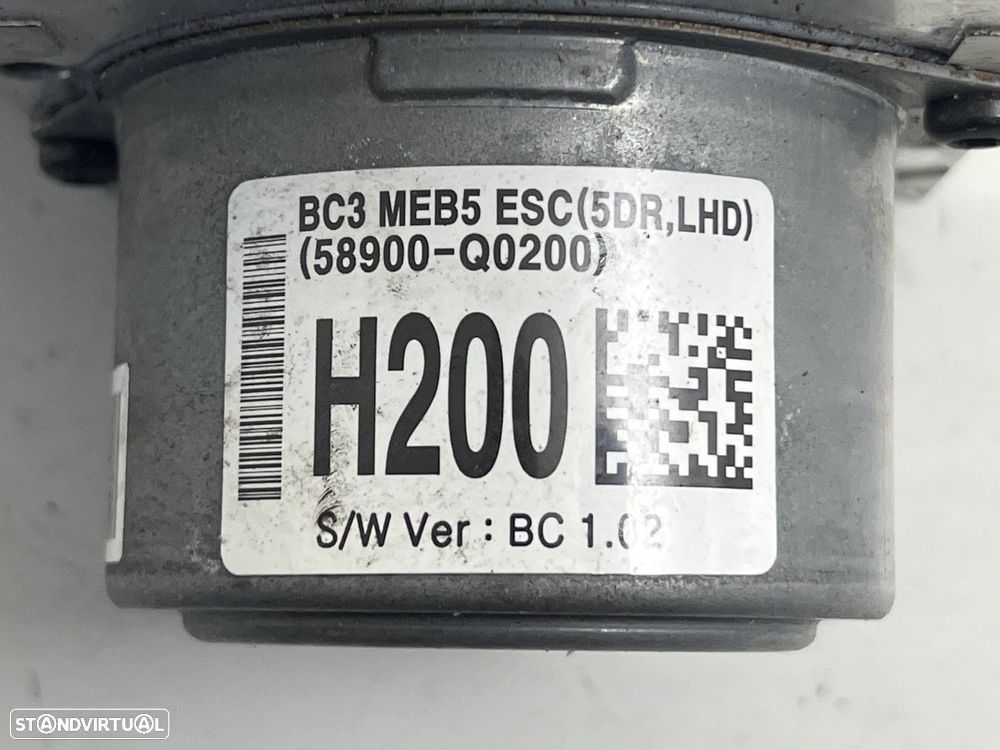 BC3 MEB5 ESC(5DR,LHD)
(58900-Q0200)
H200
S/W Ver : BC 1.02
STANDVIRTUAL